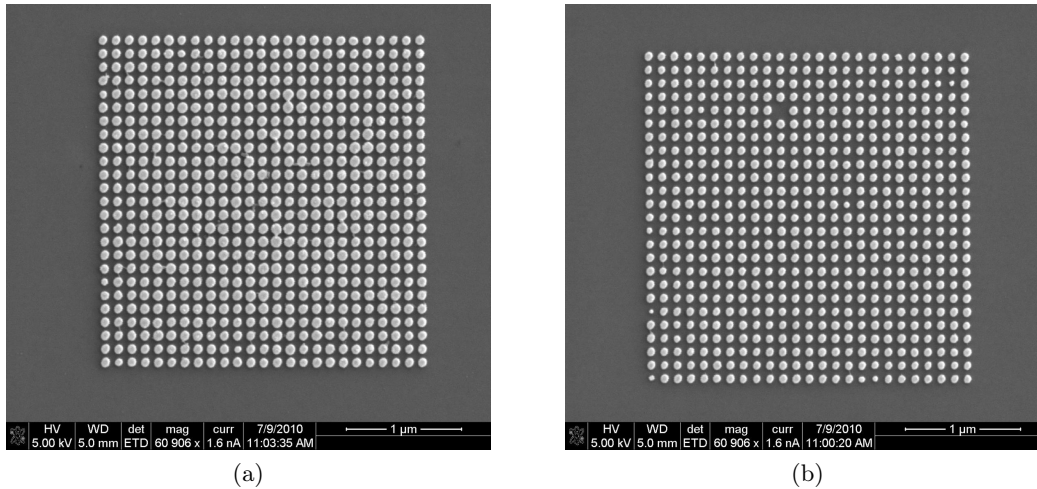 HV WD det mag curr 7/9/2010 1 µm
5.00 kV 5.0 mm ETD 60 906 x 1.6 nA 11:03:35 AM
(a)
HV WD det mag curr 7/9/2010 1 µm
5.00 kV 5.0 mm ETD 60 906 x 1.6 nA 11:00:20 AM
(b)